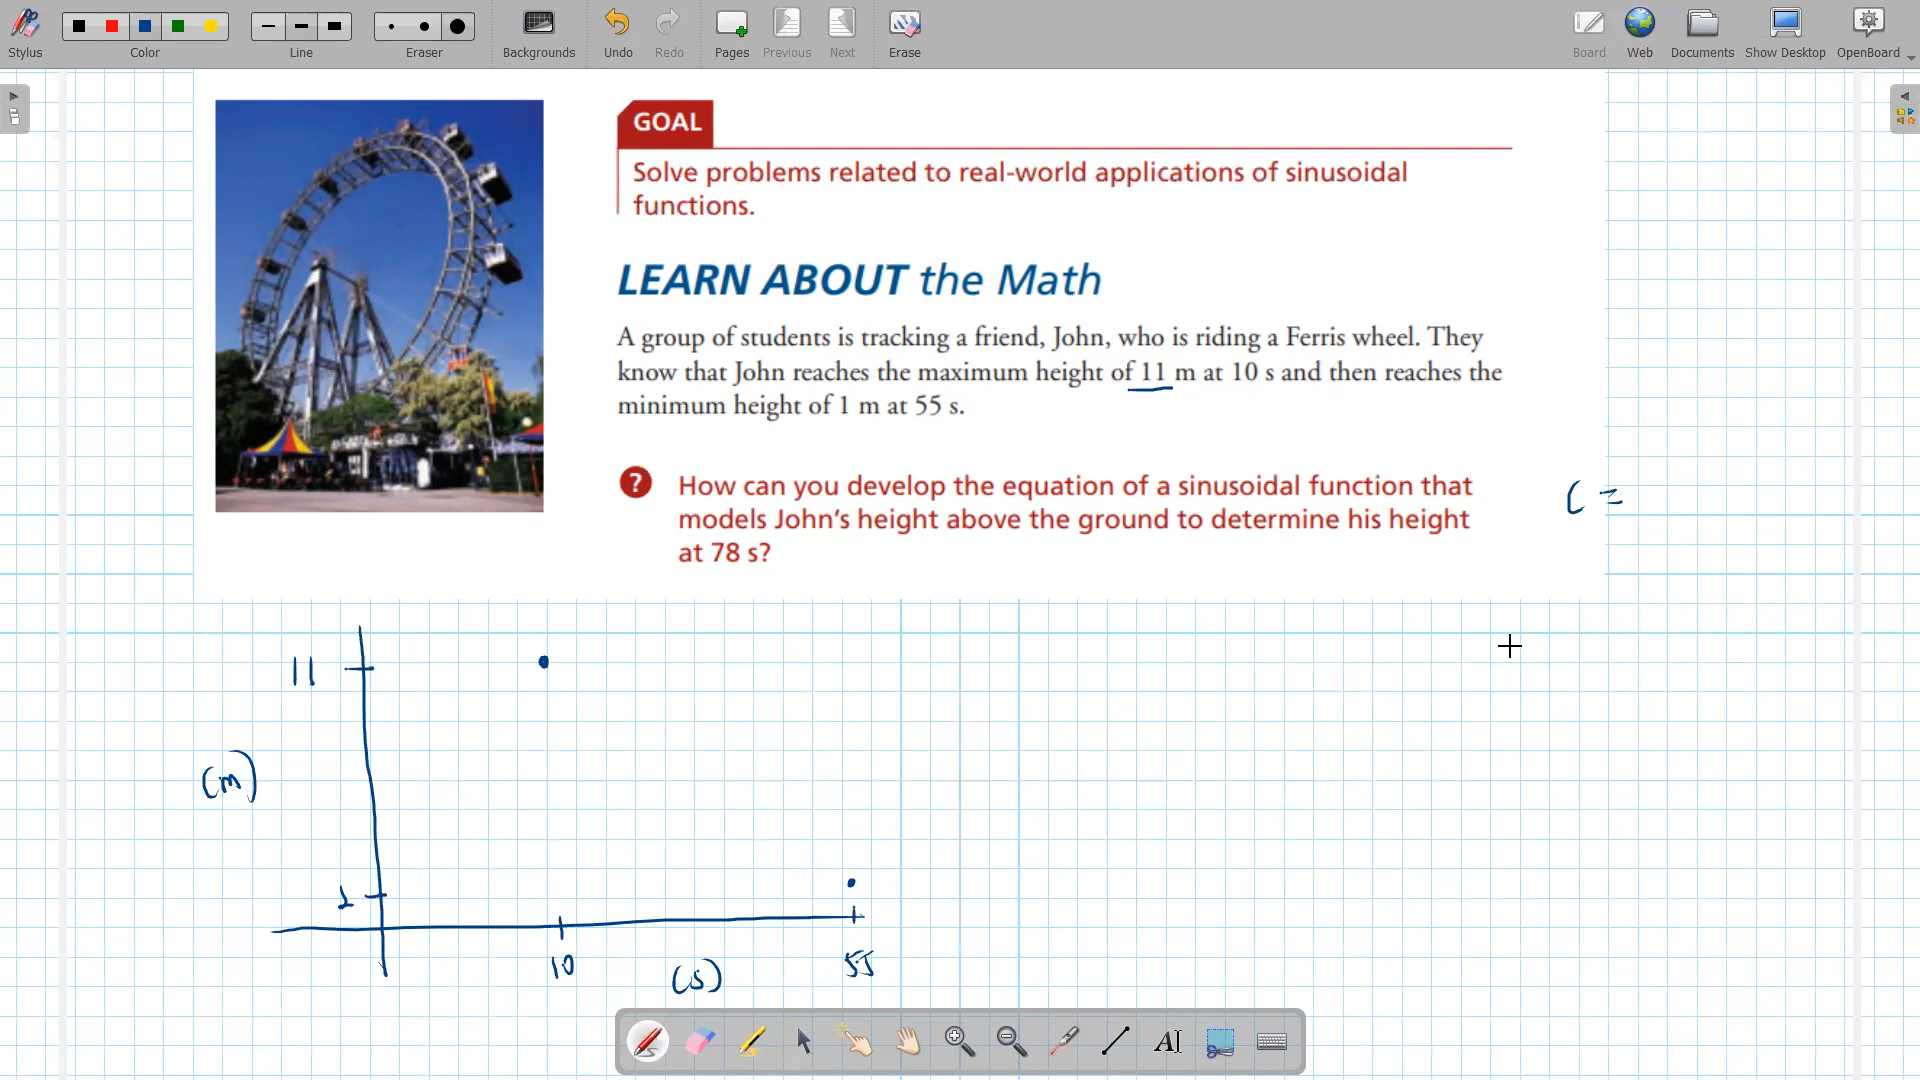 Stylus
Color
Line
Eraser
Backgrounds
Undo
Redo
Pages
Previous
Next
Erase
Board
Web
Documents
Show Desktop
OpenBoard
GOAL
Solve problems related to real-world applications of sinusoidal
functions.
LEARN ABOUT the Math
A group of students is tracking a friend, John, who is riding a Ferris wheel. They
know that John reaches the maximum height of 11 m at 10 s and then reaches the
minimum height of 1 m at 55 s.
? How can you develop the equation of a sinusoidal function that
models John's height above the ground to determine his height
at 78 s?
C =
11
(m)
1
10
(s)
55
A